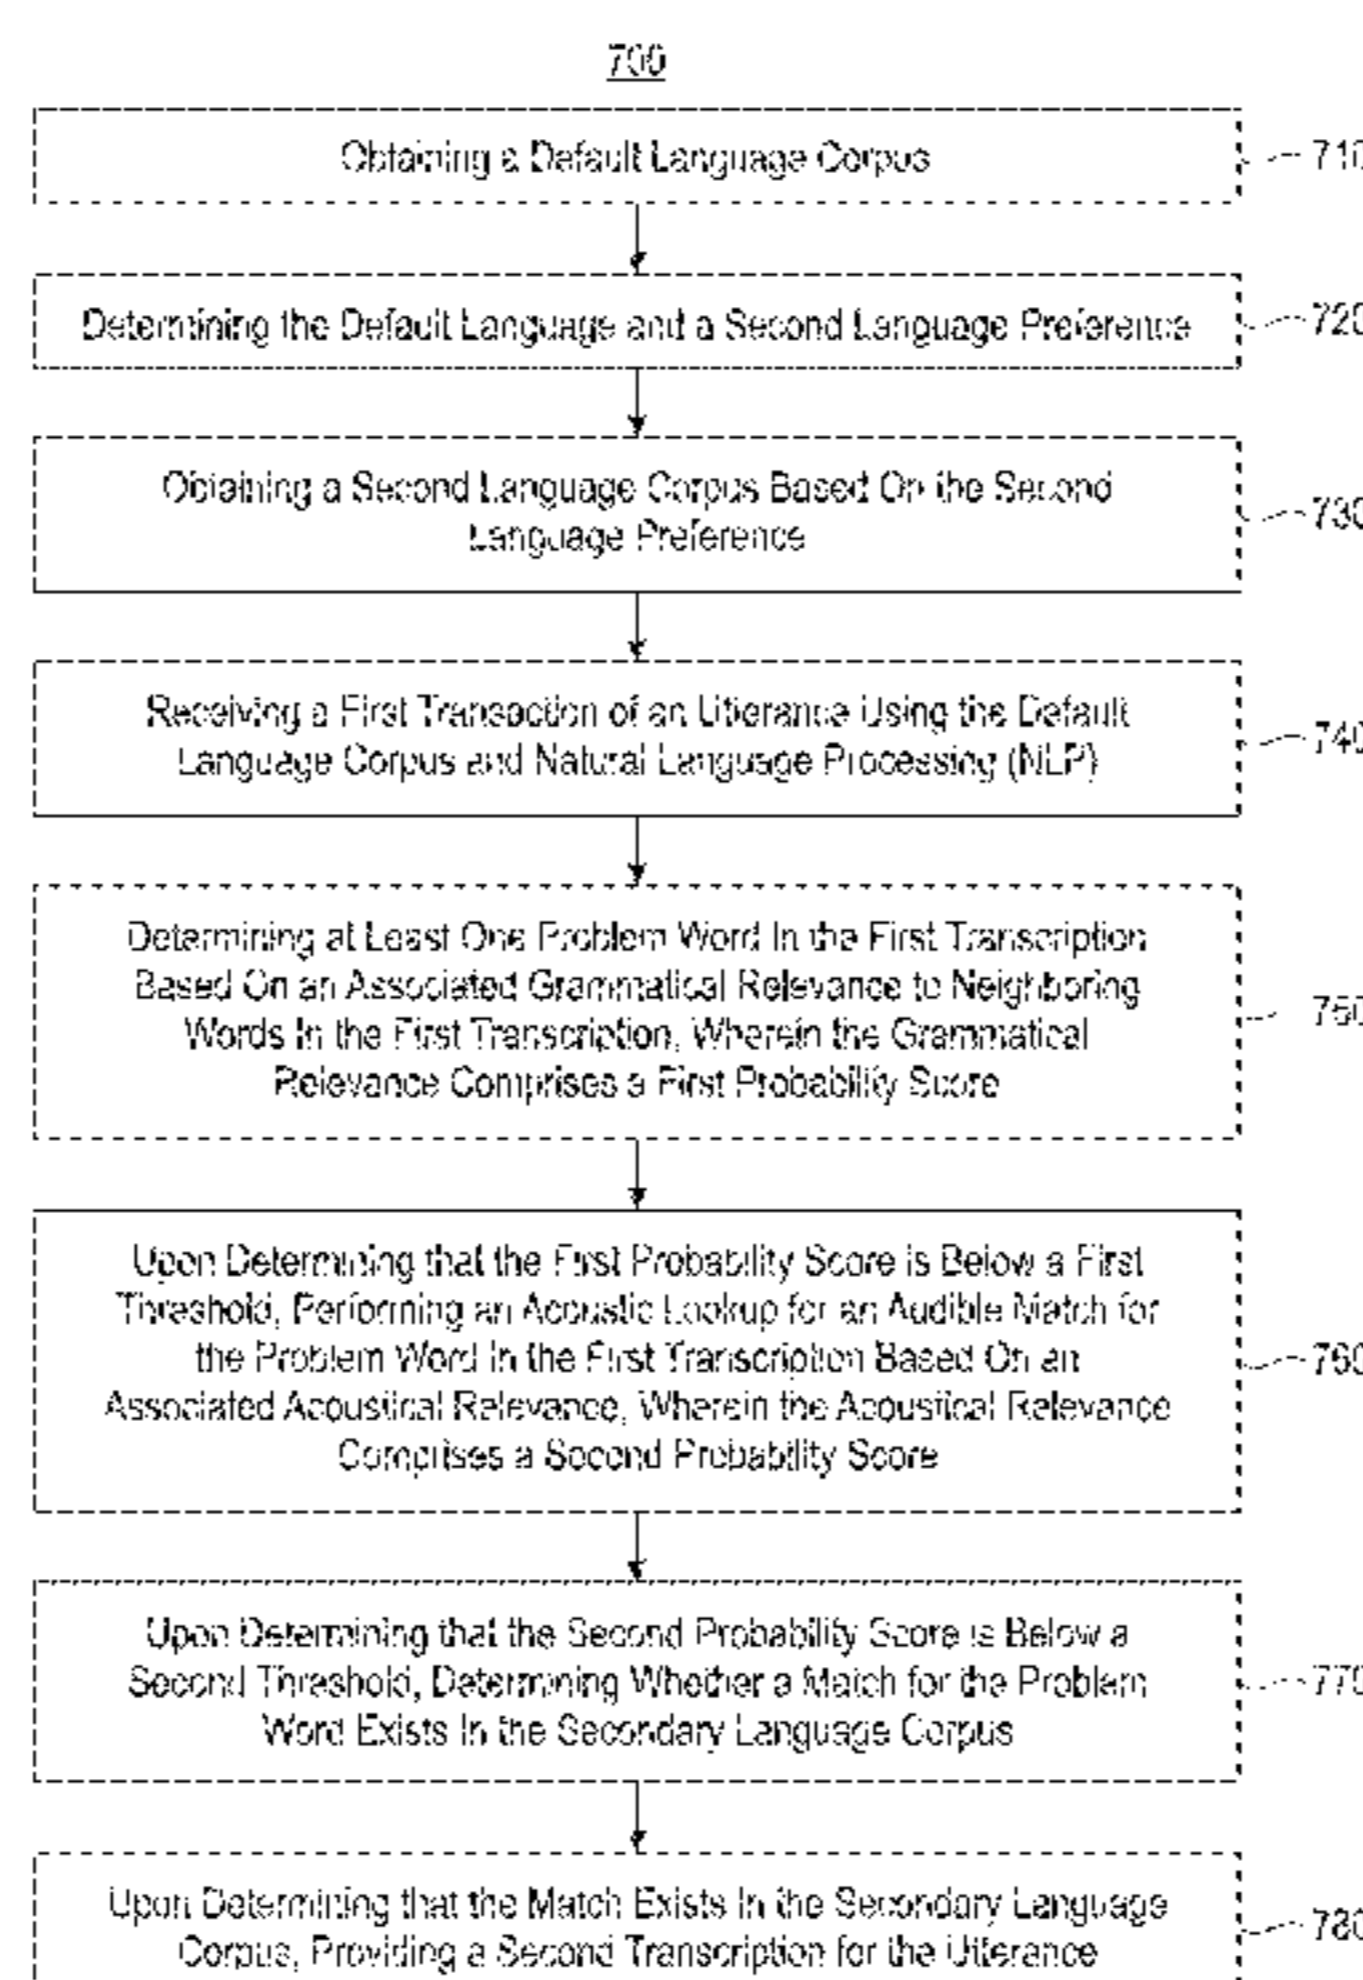 700
Obtaining a Default Language Corpus
710
Determining the Default Language and a Second Language Preference
720
Obtaining a Second Language Corpus Based On the Second
Language Preference
730
Receiving a First Transaction of an Utterance Using the Default
Language Corpus and Natural Language Processing (NLP)
740
Determining at Least One Problem Word In the First Transcription
Based On an Associated Grammatical Relevance to Neighboring
Words In the First Transcription, Wherein the Grammatical
Relevance Comprises a First Probability Score
750
Upon Determining that the First Probability Score is Below a First
Threshold, Performing an Acoustic Lookup for an Audible Match for
the Problem Word In the First Transcription Based On an
Associated Acoustical Relevance, Wherein the Acoustical Relevance
Comprises a Second Probability Score
760
Upon Determining that the Second Probability Score is Below a
Second Threshold, Determining Whether a Match for the Problem
Word Exists In the Secondary Language Corpus
770
Upon Determining that the Match Exists In the Secondary Language
Corpus, Providing a Second Transcription for the Utterance
780